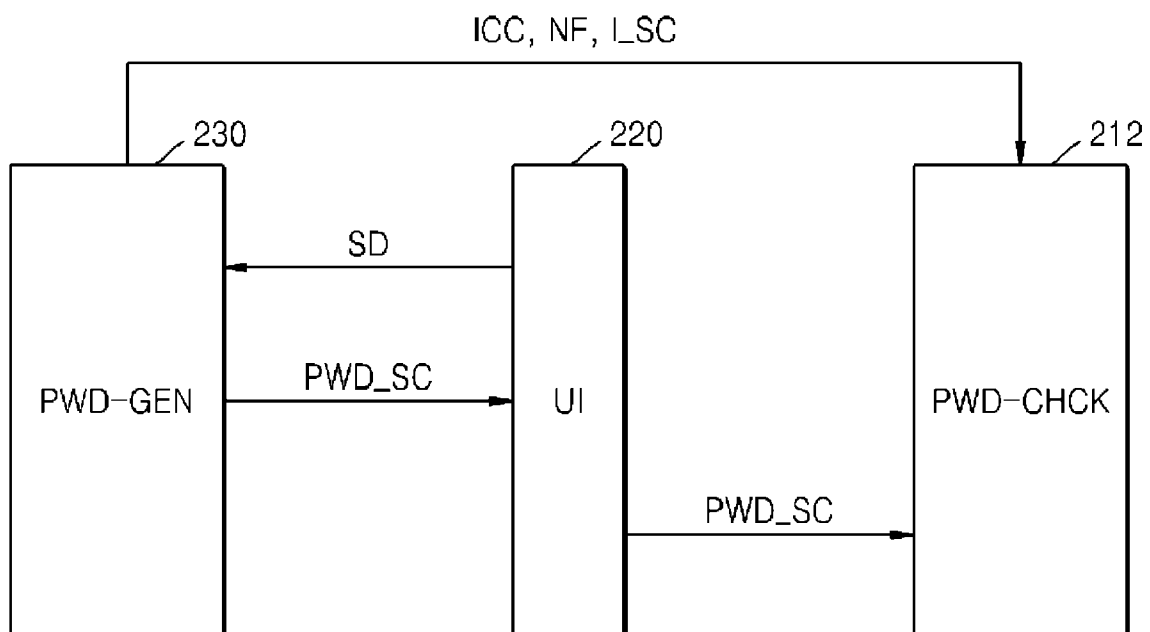 ICC, NF, I_SC
230
220
212
SD
PWD_SC
PWD-GEN
UI
PWD-CHCK
PWD_SC